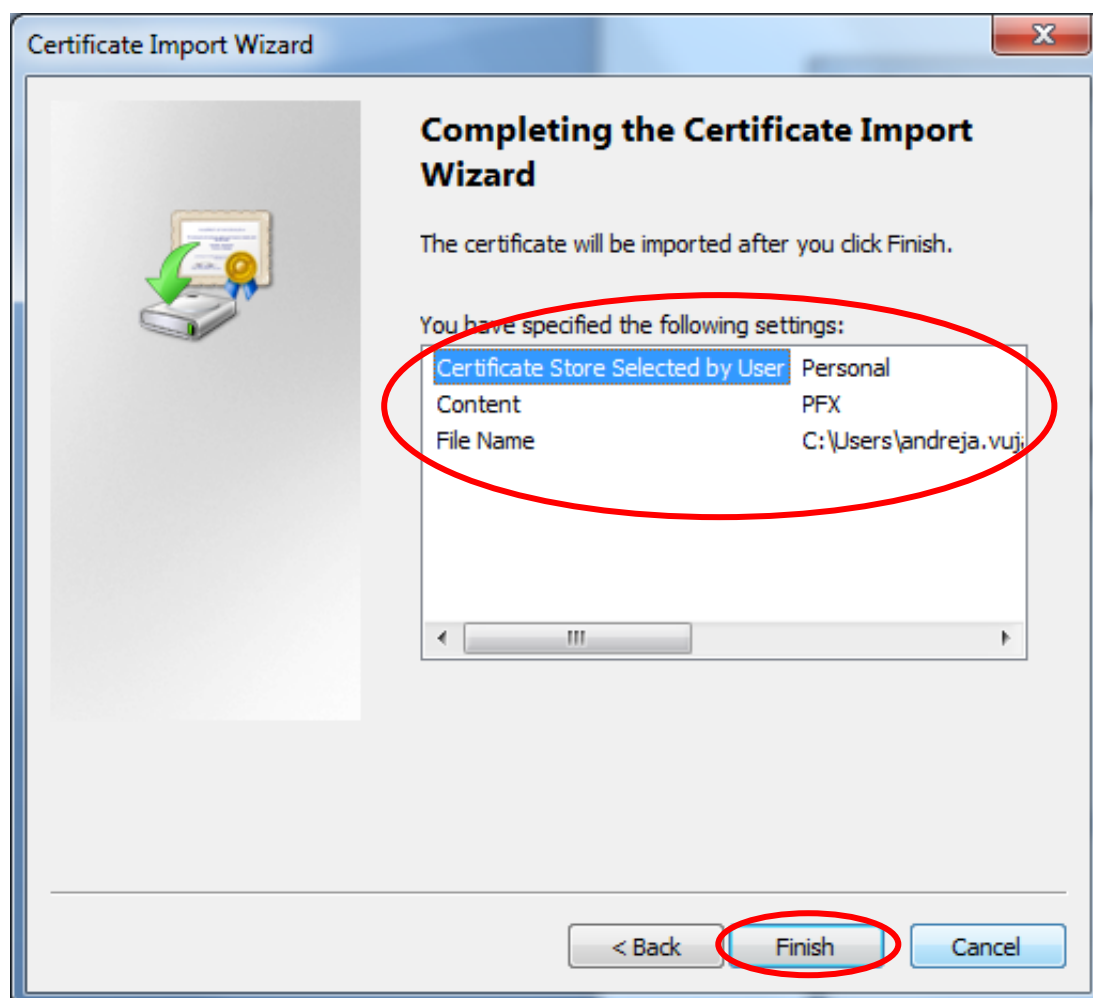 Certificate Import Wizard
Completing the Certificate Import
Wizard
The certificate will be imported after you click Finish.
You have specified the following settings:
Certificate Store Selected by User Personal
Content PFX
File Name C:\Users\andreja.vuj
< Back Finish Cancel